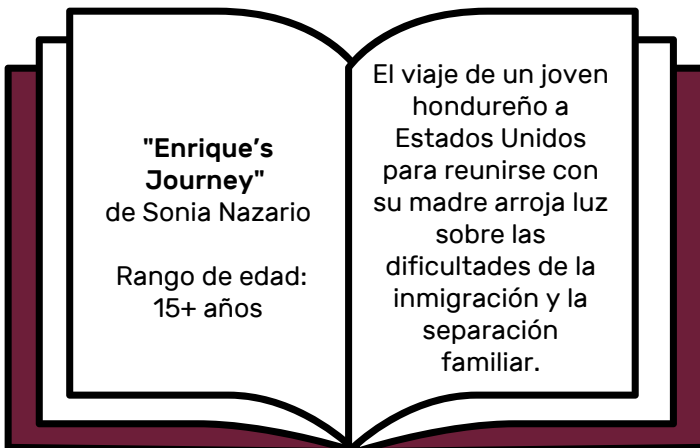 "Enrique’s
Journey"
de Sonia Nazario
Rango de edad:
15+ años
El viaje de un joven
hondureño a
Estados Unidos
para reunirse con
su madre arroja luz
sobre las
dificultades de la
inmigración y la
separación
familiar.